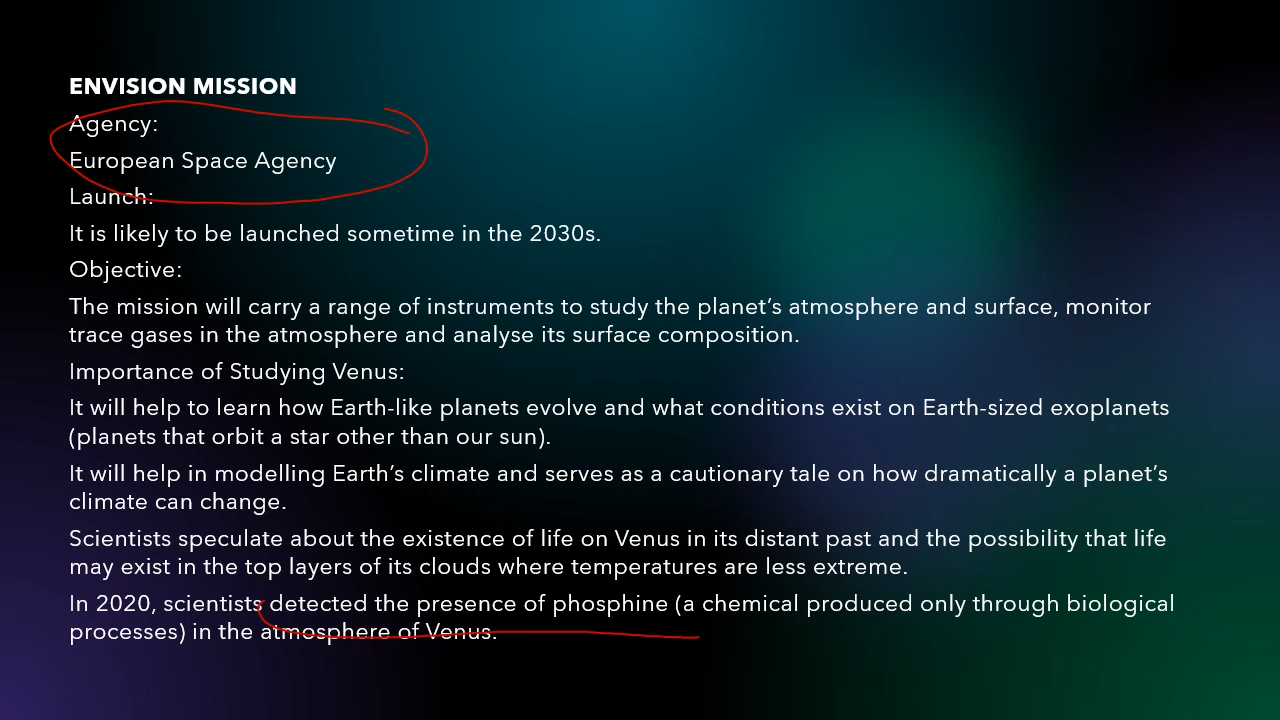 ENVISION MISSION
Agency:
European Space Agency
Launch:
It is likely to be launched sometime in the 2030s.
Objective:
The mission will carry a range of instruments to study the planet’s atmosphere and surface, monitor
trace gases in the atmosphere and analyse its surface composition.
Importance of Studying Venus:
It will help to learn how Earth-like planets evolve and what conditions exist on Earth-sized exoplanets
(planets that orbit a star other than our sun).
It will help in modelling Earth’s climate and serves as a cautionary tale on how dramatically a planet’s
climate can change.
Scientists speculate about the existence of life on Venus in its distant past and the possibility that life
may exist in the top layers of its clouds where temperatures are less extreme.
In 2020, scientists detected the presence of phosphine (a chemical produced only through biological
processes) in the atmosphere of Venus.